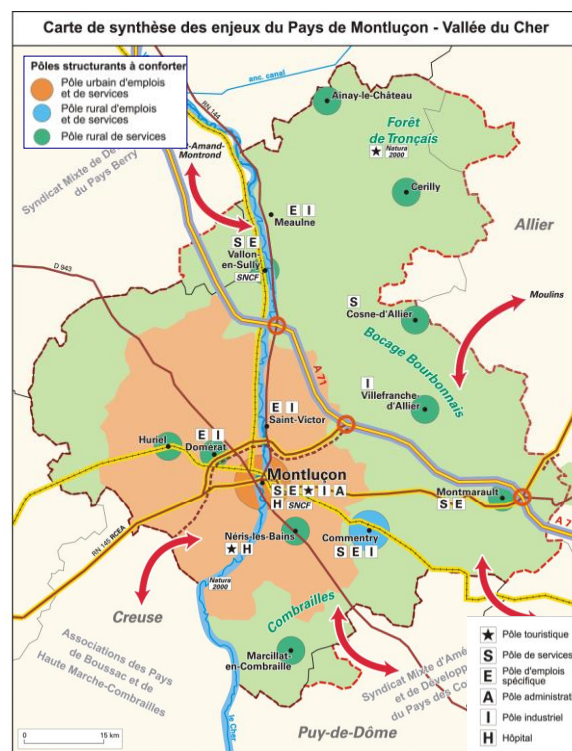 Carte de synthèse des enjeux du Pays de Montluçon - Vallée du Cher
Pôles structurants à conforter
Pôle urbain d'emplois
et de services
Pôle rural d'emplois
et de services
Pôle rural de services
anc. canal
RN 144
Ainay-le-Château
Forêt
de Tronçais
Natura
2000
-Amand-
Montrond
Syndicat Mixte de Dé
du Pays Berry
Cerilly
Allier
E I
Meaulne
S E
Vallon-
en-Sully
SNCF
D 943
S
Cosne-d'Allier
Moulins
Bocage Bourbonnais
A 71
I
Villefranche-
d'Allier
E I
Saint-Victor
E I
Huriel
Domerat
Montluçon
S E ★ I A
H SNCF
Montmarault
S E
A 7
RN 145 RCEA
Néris-les-Bains
★ H
Commentry
S E I
Natura
2000
Creuse
Combrailles
Associations des Pays
de Boussac et de
Haute Marche-Combrailles
Marcillat-
en-Combraille
Syndicat Mixte d'Amé
et de Dévelop
du Pays des Co
le Cher
Puy-de-Dôme
0 15 km
★ Pôle touristique
S Pôle de services
E Pôle d'emplois
spécifique
A Pôle administrat
I Pôle industriel
H Hôpital